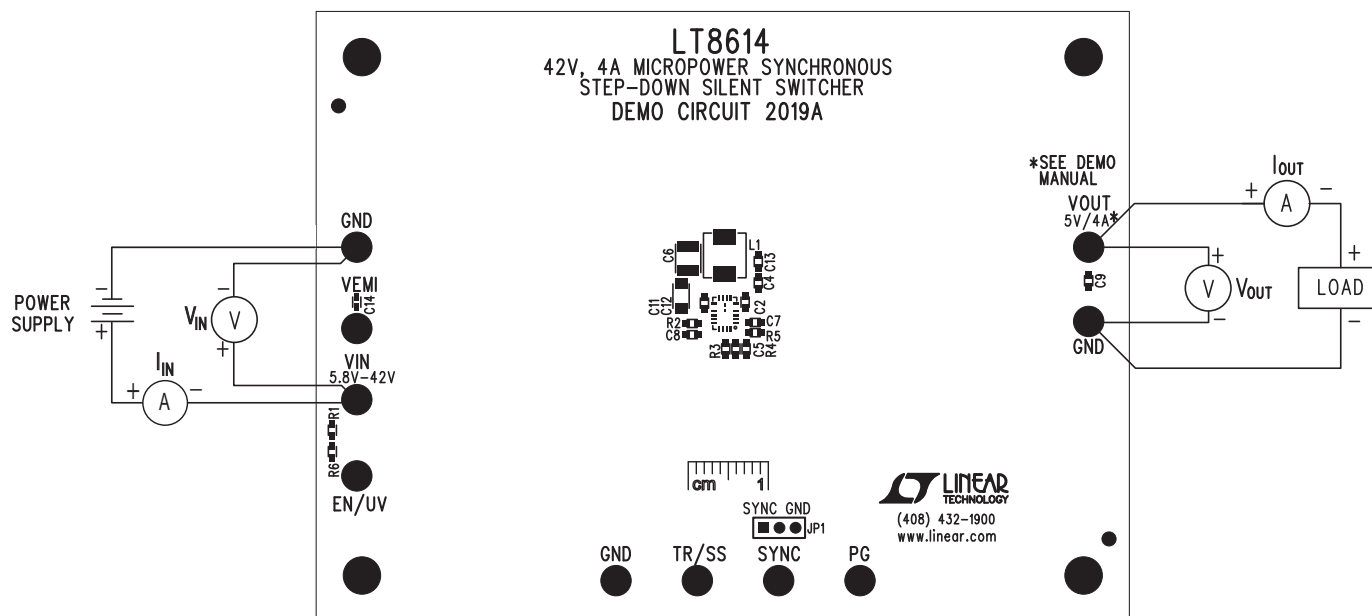 LT8614
42V, 4A MICROPOWER SYNCHRONOUS
STEP-DOWN SILENT SWITCHER
DEMO CIRCUIT 2019A
*SEE DEMO
MANUAL
VOUT
5V/4A*
IOUT
+ A −
GND
VEMI
C14
VIN
5.8V-42V
R1
R6
EN/UV
−
POWER
SUPPLY
+
−
VIN
V
+
IIN
+ A −
C6
L1
C13
C4
C11
C12
C2
R2
C7
C8
R5
R3
C5
R4
C9
GND
+
V
VOUT
−
+
LOAD
−
cm 1
SYNC GND
JP1
GND
TR/SS
SYNC
PG
LINEAR
TECHNOLOGY
(408) 432-1900
www.linear.com